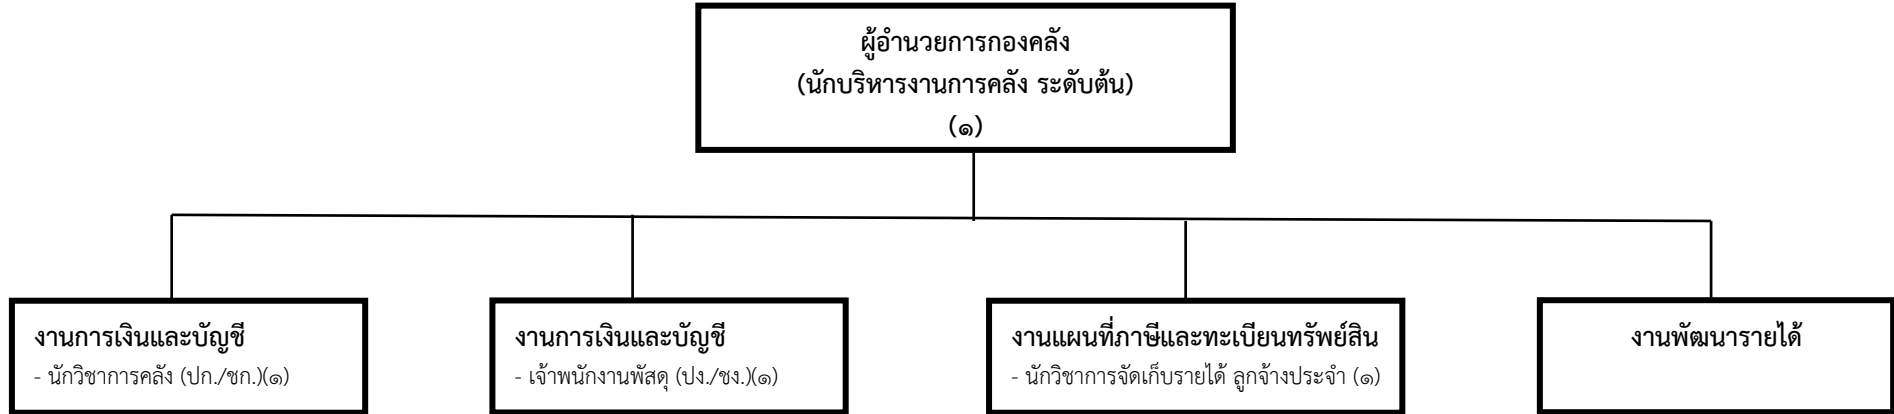 ผู้อำนวยการกองคลัง
(นักบริหารงานการคลัง ระดับต้น)
(๑)
งานการเงินและบัญชี
- นักวิชาการคลัง (ปก./ชก.)(๑)
งานการเงินและบัญชี
- เจ้าพนักงานพัสดุ (ปง./ชง.)(๑)
งานแผนที่ภาษีและทะเบียนทรัพย์สิน
- นักวิชาการจัดเก็บรายได้ ลูกจ้างประจำ (๑)
งานพัฒนารายได้